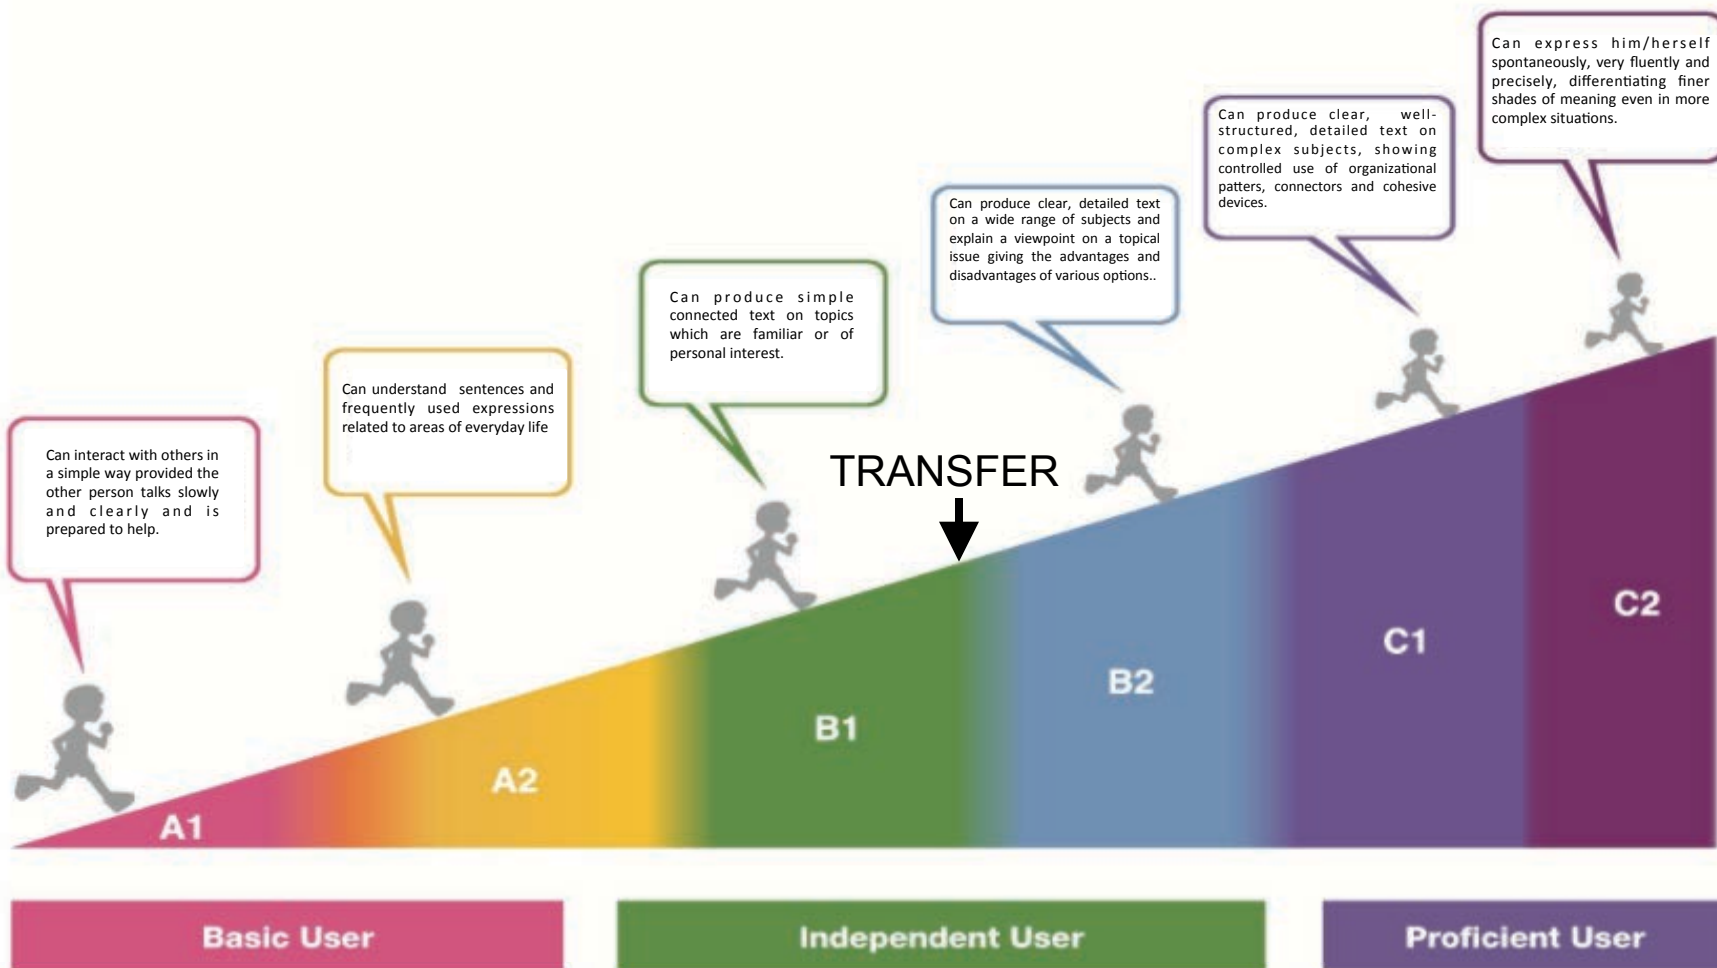 Can interact with others in
a simple way provided the
other person talks slowly
and clearly and is
prepared to help.
Can understand sentences and
frequently used expressions
related to areas of everyday life
Can produce simple
connected text on topics
which are familiar or of
personal interest.
Can produce clear, detailed text
on a wide range of subjects and
explain a viewpoint on a topical
issue giving the advantages and
disadvantages of various options..
Can produce clear, well-
structured, detailed text on
complex subjects, showing
controlled use of organizational
patters, connectors and cohesive
devices.
Can express him/herself
spontaneously, very fluently and
precisely, differentiating finer
shades of meaning even in more
complex situations.
TRANSFER
A1
A2
B1
B2
C1
C2
Basic User
Independent User
Proficient User